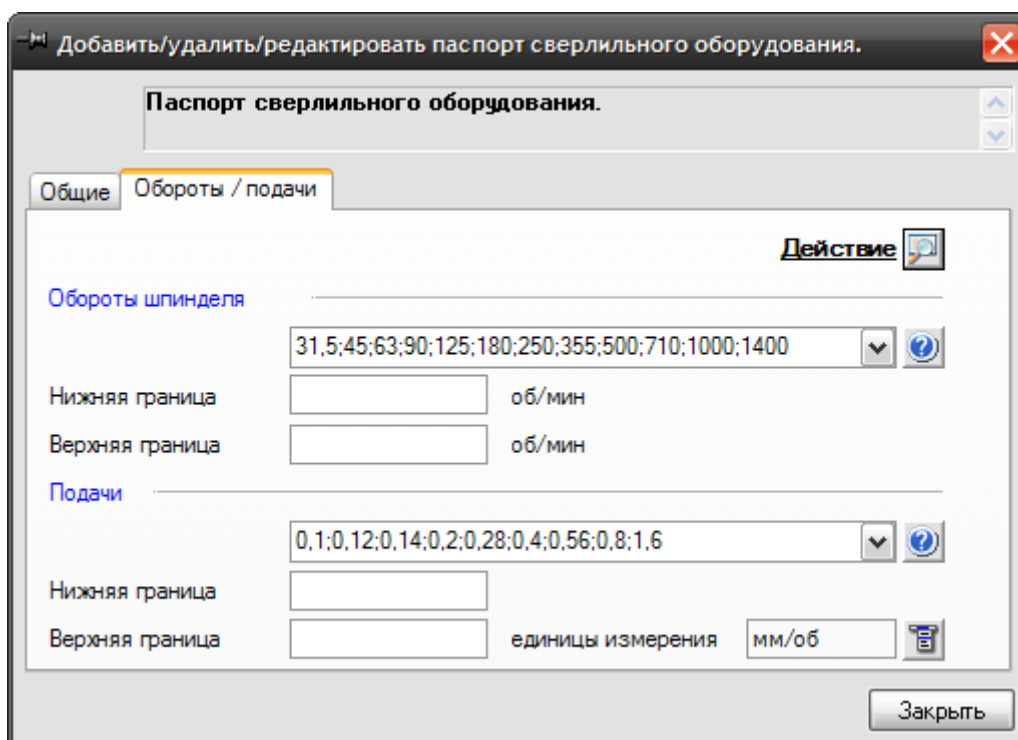 Добавить/удалить/редактировать паспорт сверлильного оборудования.
Паспорт сверлильного оборудования.
Общие Обороты / подачи
Действие
Обороты шпинделя
31,5;45;63;90;125;180;250;355;500;710;1000;1400
Нижняя граница об/мин
Верхняя граница об/мин
Подачи
0,1;0,12;0,14;0,2;0,28;0,4;0,56;0,8;1,6
Нижняя граница
Верхняя граница единицы измерения мм/об
Закрыть